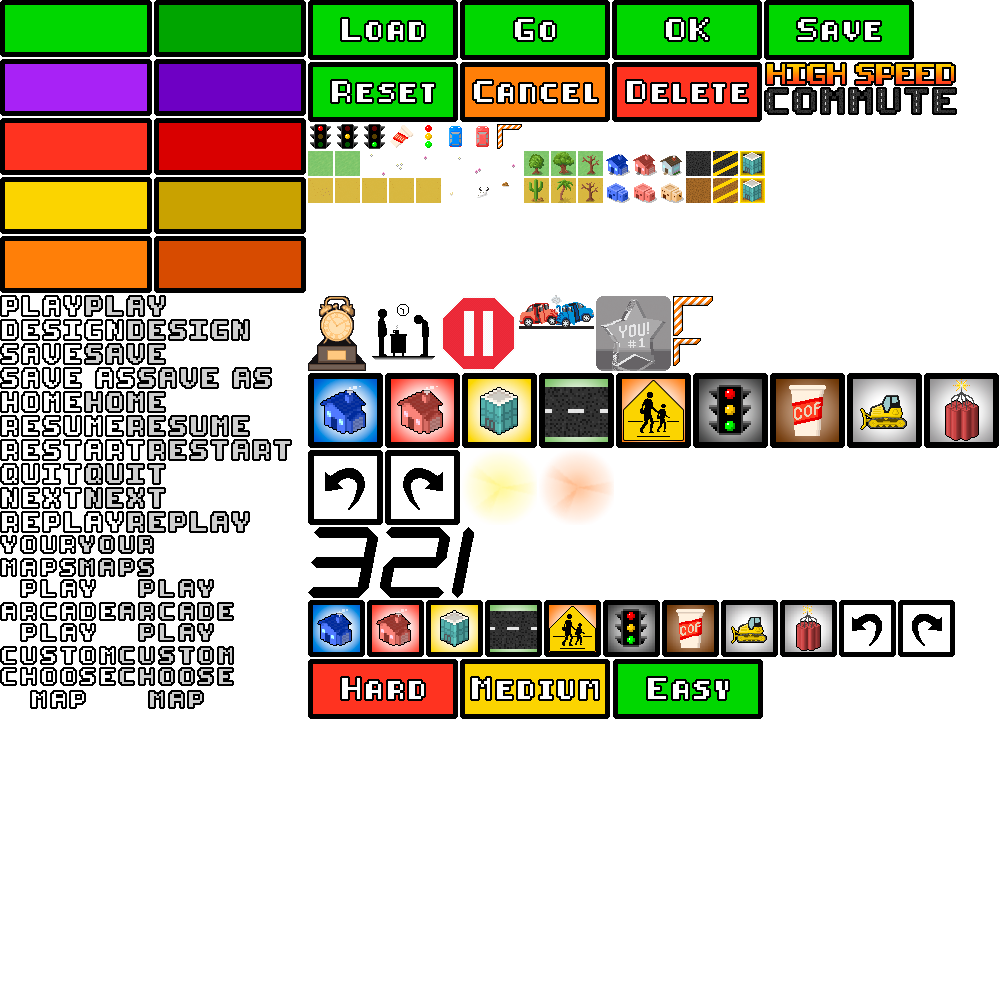 LOAD
GO
OK
SAVE
RESET
CANCEL
DELETE
HIGH SPEED
COMMUTE
PLAYPLAY
DESIGNDESIGN
SAVESAVE
SAVE ASSAVE AS
HOMEHOME
RESUMERESUME
RESTARTRESTART
QUITQUIT
NEXTNEXT
REPLAYREPLAY
YOURYOUR
MAPSMAPS
PLAY PLAY
ARCADEARCADE
PLAY PLAY
CUSTOMCUSTOM
CHOOSECHOOSE
MAP MAP
YOU!
#1
COF
321
COF
HARD
MEDIUM
EASY